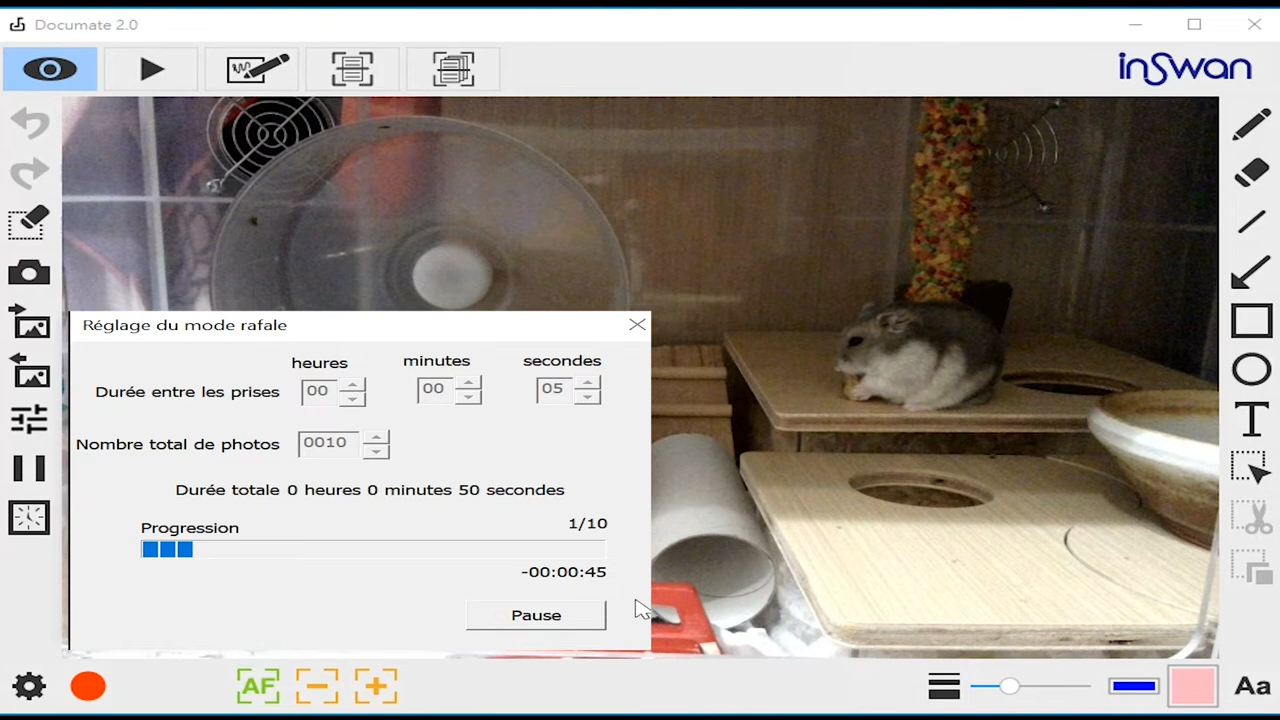 Documate 2.0
inSwan
Réglage du mode rafale
heures minutes secondes
Durée entre les prises 00 00 05
Nombre total de photos 0010
Durée totale 0 heures 0 minutes 50 secondes
Progression 1/10
-00:00:45
Pause
T
AF
Aa